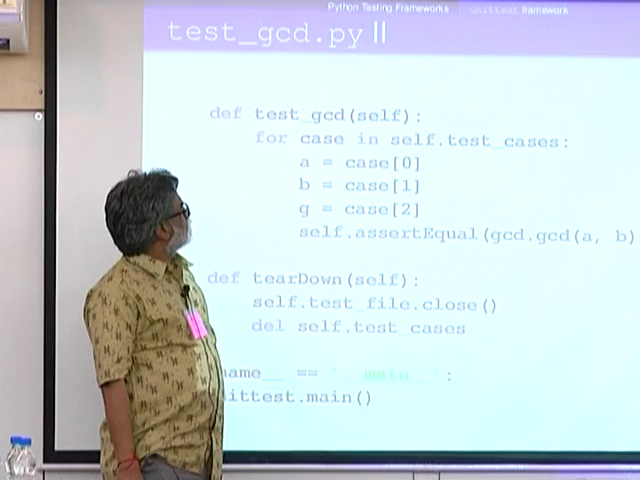 Python Testing Frameworks unittest framework
test_gcd.py II
def test_gcd(self):
for case in self.test_cases:
a = case[0]
b = case[1]
g = case[2]
self.assertEqual(gcd.gcd(a, b)
def tearDown(self):
self.test_file.close()
del self.test_cases
name__ == '__main__':
ittest.main()